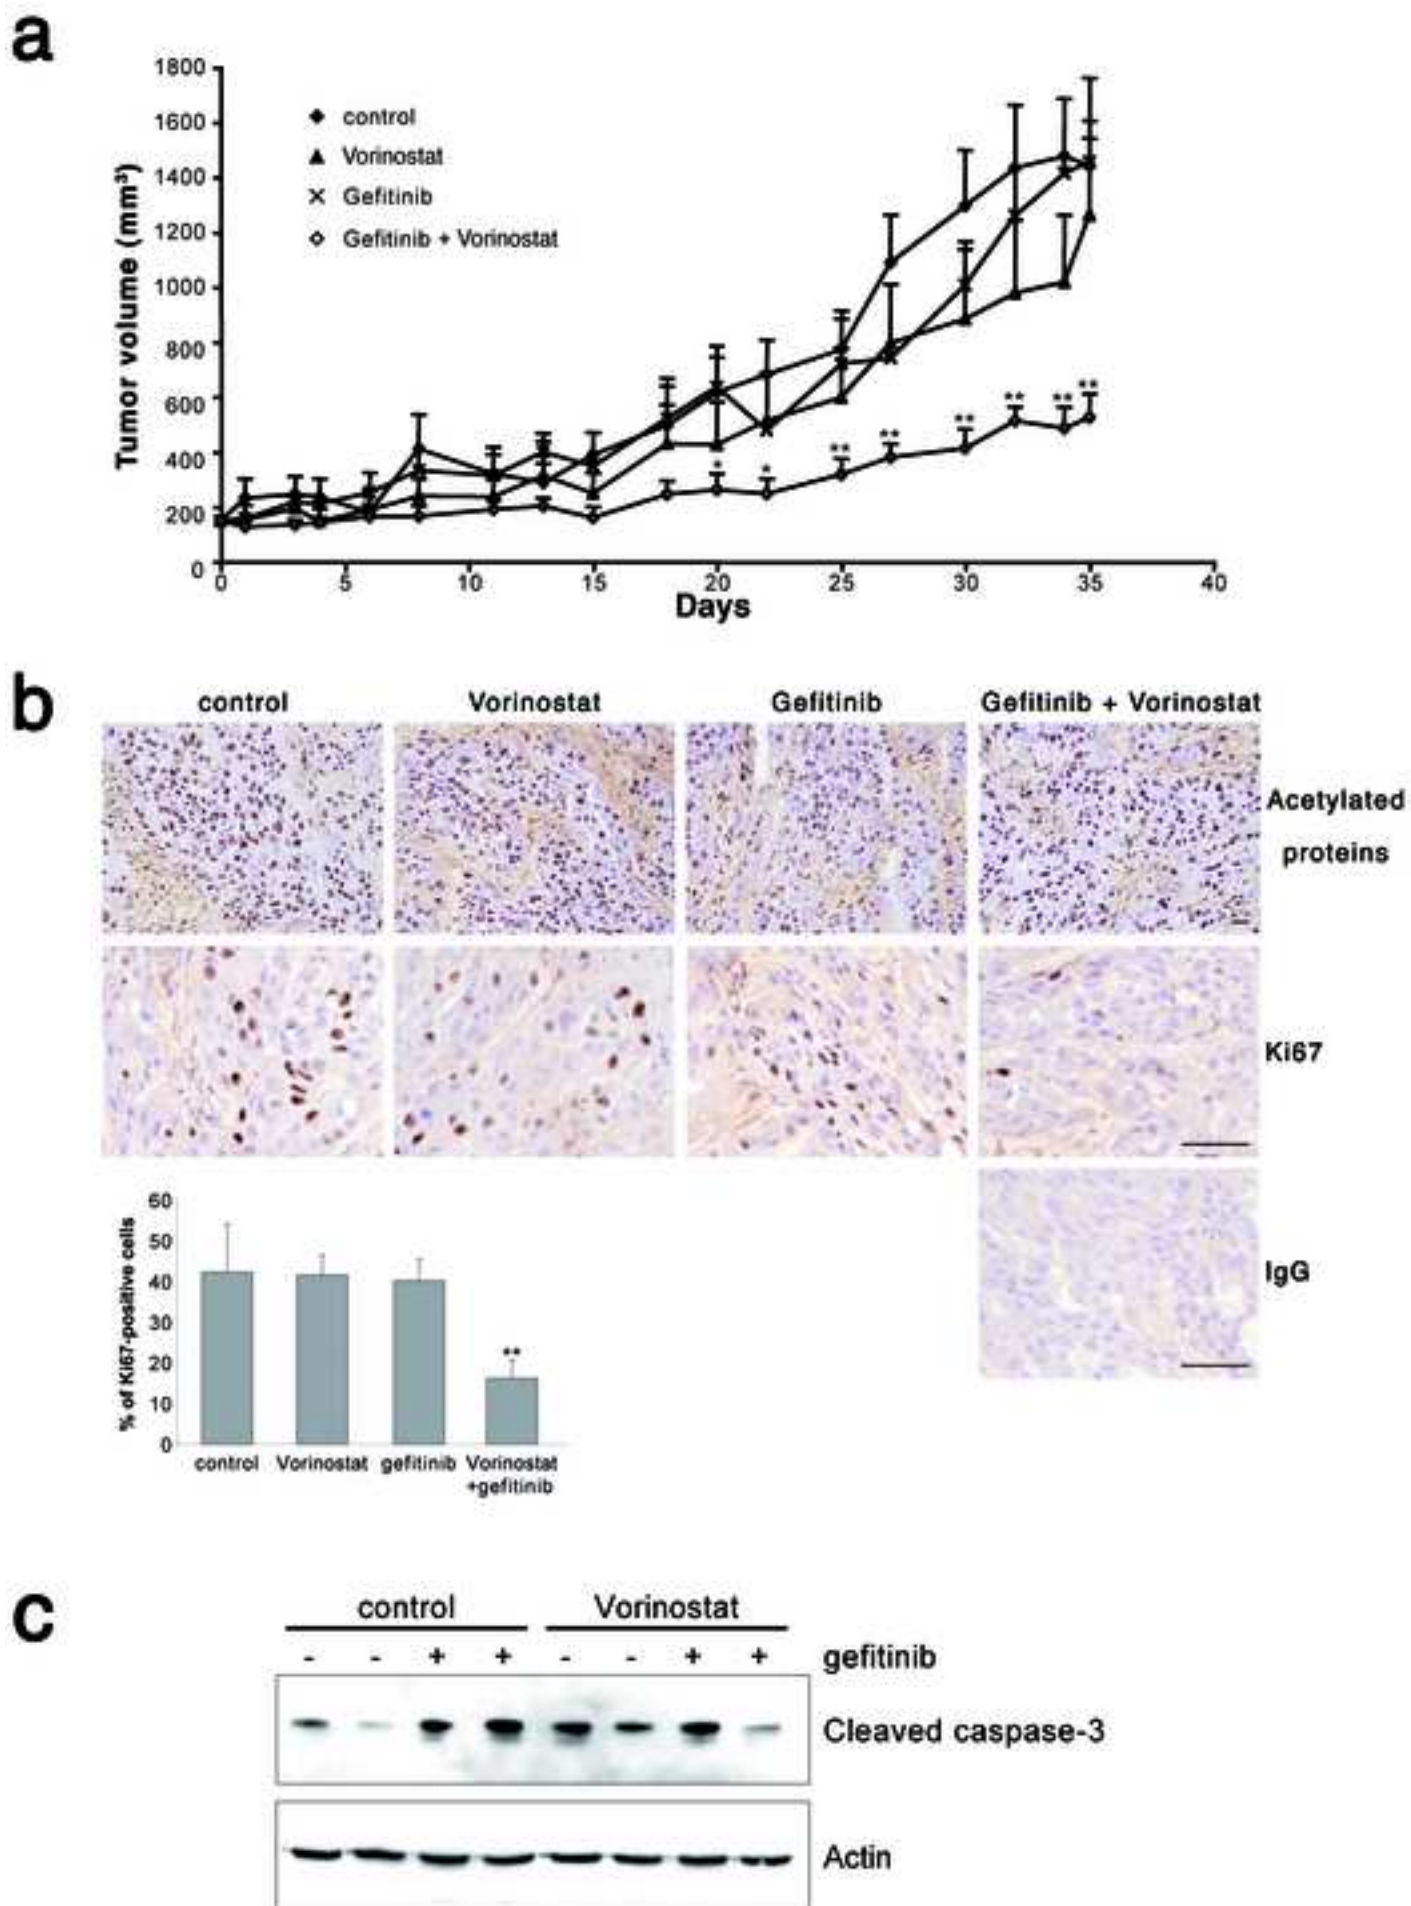 a
Tumor volume (mm³)
1800
1600
1400
1200
1000
800
600
400
200
0
control
Vorinostat
Gefitinib
Gefitinib + Vorinostat
* * ** ** ** ** ** **
0 5 10 15 20 25 30 35 40
Days
b
control Vorinostat Gefitinib Gefitinib + Vorinostat
Acetylated
proteins
Ki67
IgG
% of Ki67-positive cells
60
50
40
30
20
10
0
**
control Vorinostat gefitinib Vorinostat
+gefitinib
c
control Vorinostat
- - + + - - + + gefitinib
Cleaved caspase-3
Actin